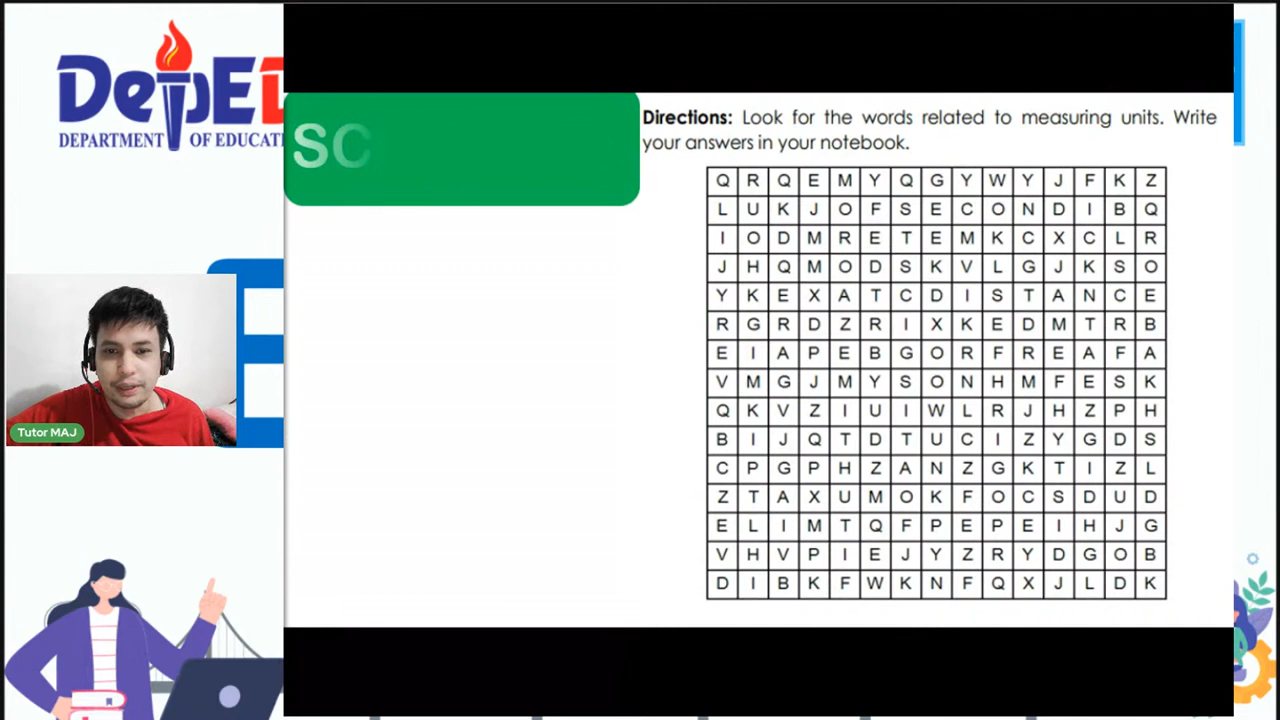 DepED
DEPARTMENT OF EDUCATI
SC
Directions: Look for the words related to measuring units. Write
your answers in your notebook.
Q R Q E M Y Q G Y W Y J F K Z
L U K J O F S E C O N D I B Q
I O D M R E T E M K C X C L R
J H Q M O D S K V L G J K S O
Y K E X A T C D I S T A N C E
R G R D Z R I X K E D M T R B
E I A P E B G O R F R E A F A
V M G J M Y S O N H M F E S K
Q K V Z I U I W L R J H Z P H
B I J Q T D T U C I Z Y G D S
C P G P H Z A N Z G K T I Z L
Z T A X U M O K F O C S D U D
E L I M T Q F P E P E I H J G
V H V P I E J Y Z R Y D G O B
D I B K F W K N F Q X J L D K
Tutor MAJ